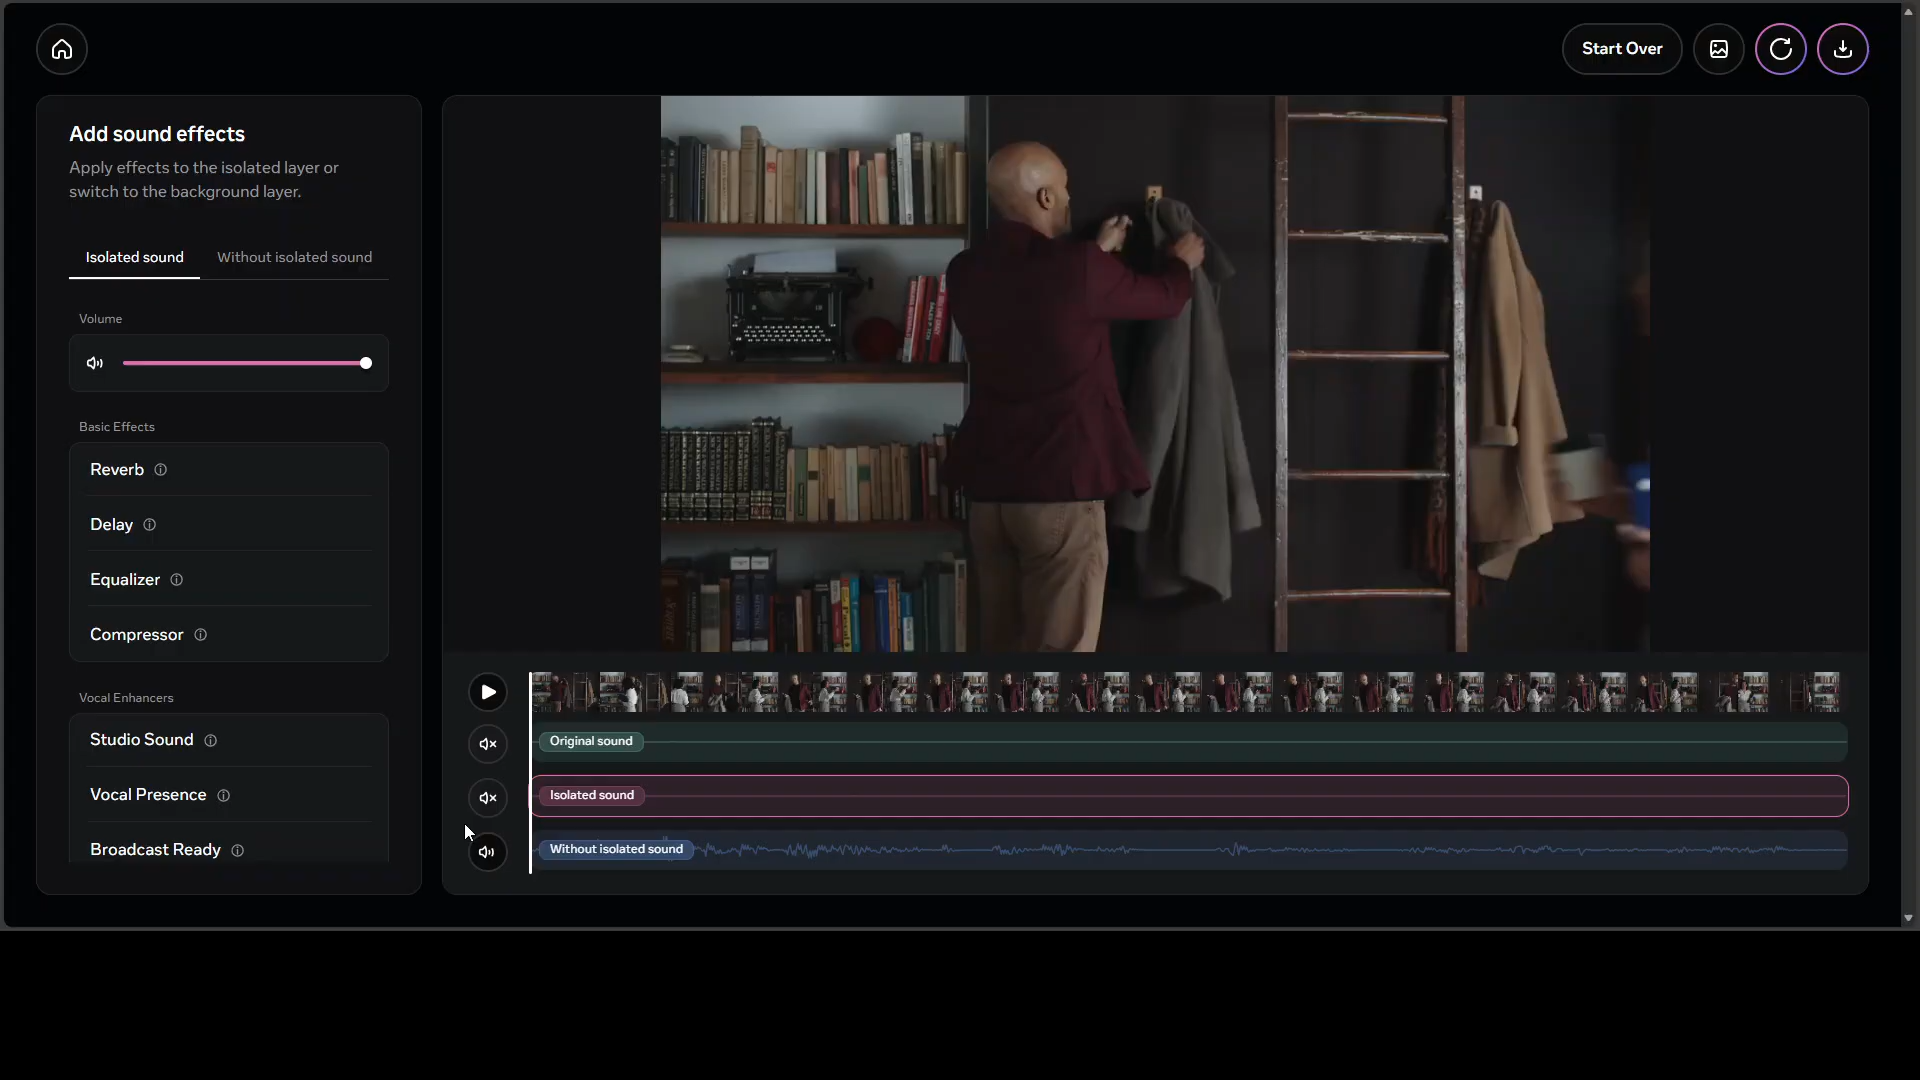 Start Over
Add sound effects
Apply effects to the isolated layer or
switch to the background layer.
Isolated sound
Without isolated sound
Volume
Basic Effects
Reverb
Delay
Equalizer
Compressor
Vocal Enhancers
Studio Sound
Vocal Presence
Broadcast Ready
Original sound
Isolated sound
Without isolated sound